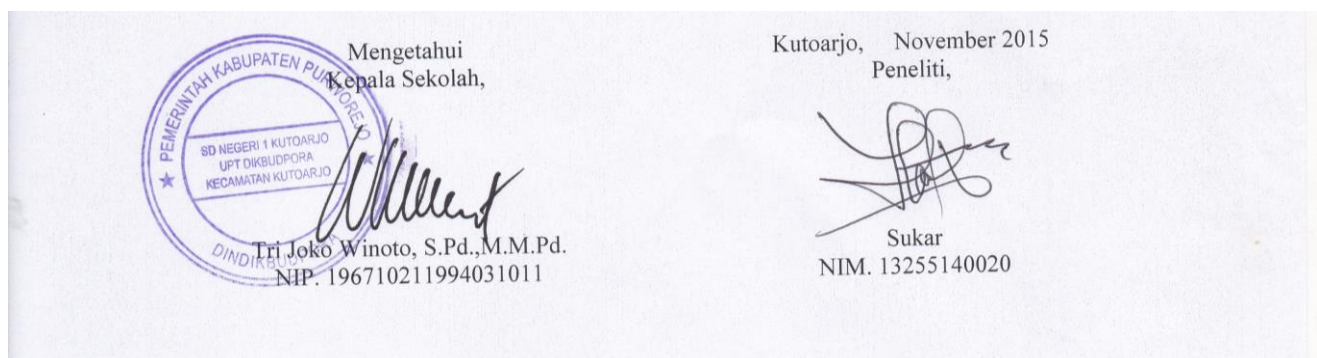 Mengetahui
Kepala Sekolah,
PEMERINTAH KABUPATEN PURWOREJO
SD NEGERI 1 KUTOARJO
UPT DIKBUDPORA
KECAMATAN KUTOARJO
Tri Joko Winoto, S.Pd.,M.M.Pd.
NIP. 196710211994031011
Kutoarjo, November 2015
Peneliti,
Sukar
NIM. 13255140020